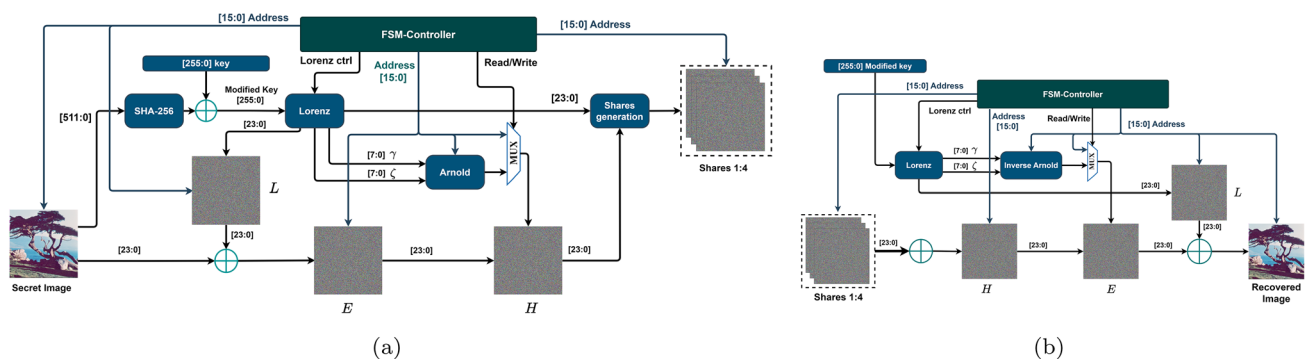 [15:0] Address
FSM-Controller
[15:0] Address
[255:0] key
Lorenz ctrl
Address
[15:0]
Read/Write
Modified Key
[255:0]
[511:0]
SHA-256
Lorenz
[23:0]
Shares
generation
[23:0]
[7:0] γ
[7:0] ζ
Arnold
MUX
Shares 1:4
L
[23:0]
[23:0]
Secret Image
E
[23:0]
H
[23:0]
(a)
[255:0] Modified key
[15:0] Address
FSM-Controller
Lorenz ctrl
Address
[15:0]
Read/Write
[15:0] Address
Lorenz
[7:0] γ
[7:0] ζ
Inverse Arnold
MUX
[23:0]
L
[23:0]
[23:0]
[23:0]
[23:0]
Shares 1:4
H
E
Recovered
Image
(b)